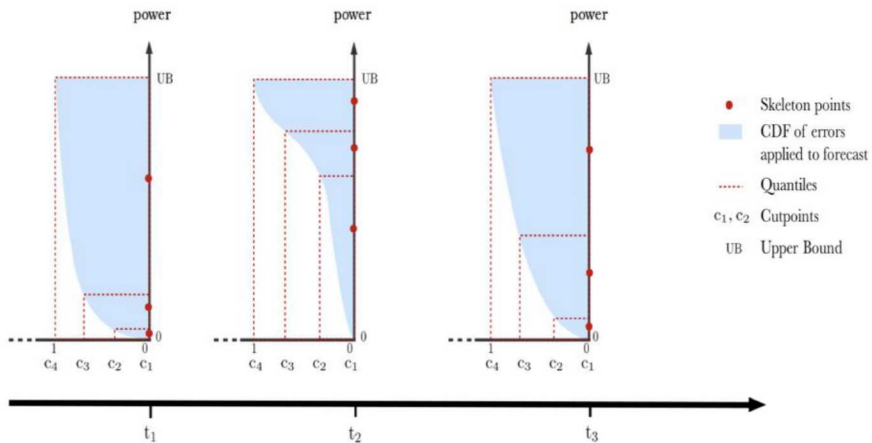 power power power
UB UB UB
Skeleton points
CDF of errors
applied to forecast
Quantiles
c₁, c₂ Cutpoints
UB Upper Bound
0 0 0
1 0 1 0 1 0
c₄ c₃ c₂ c₁ c₄ c₃ c₂ c₁ c₄ c₃ c₂ c₁
t₁ t₂ t₃